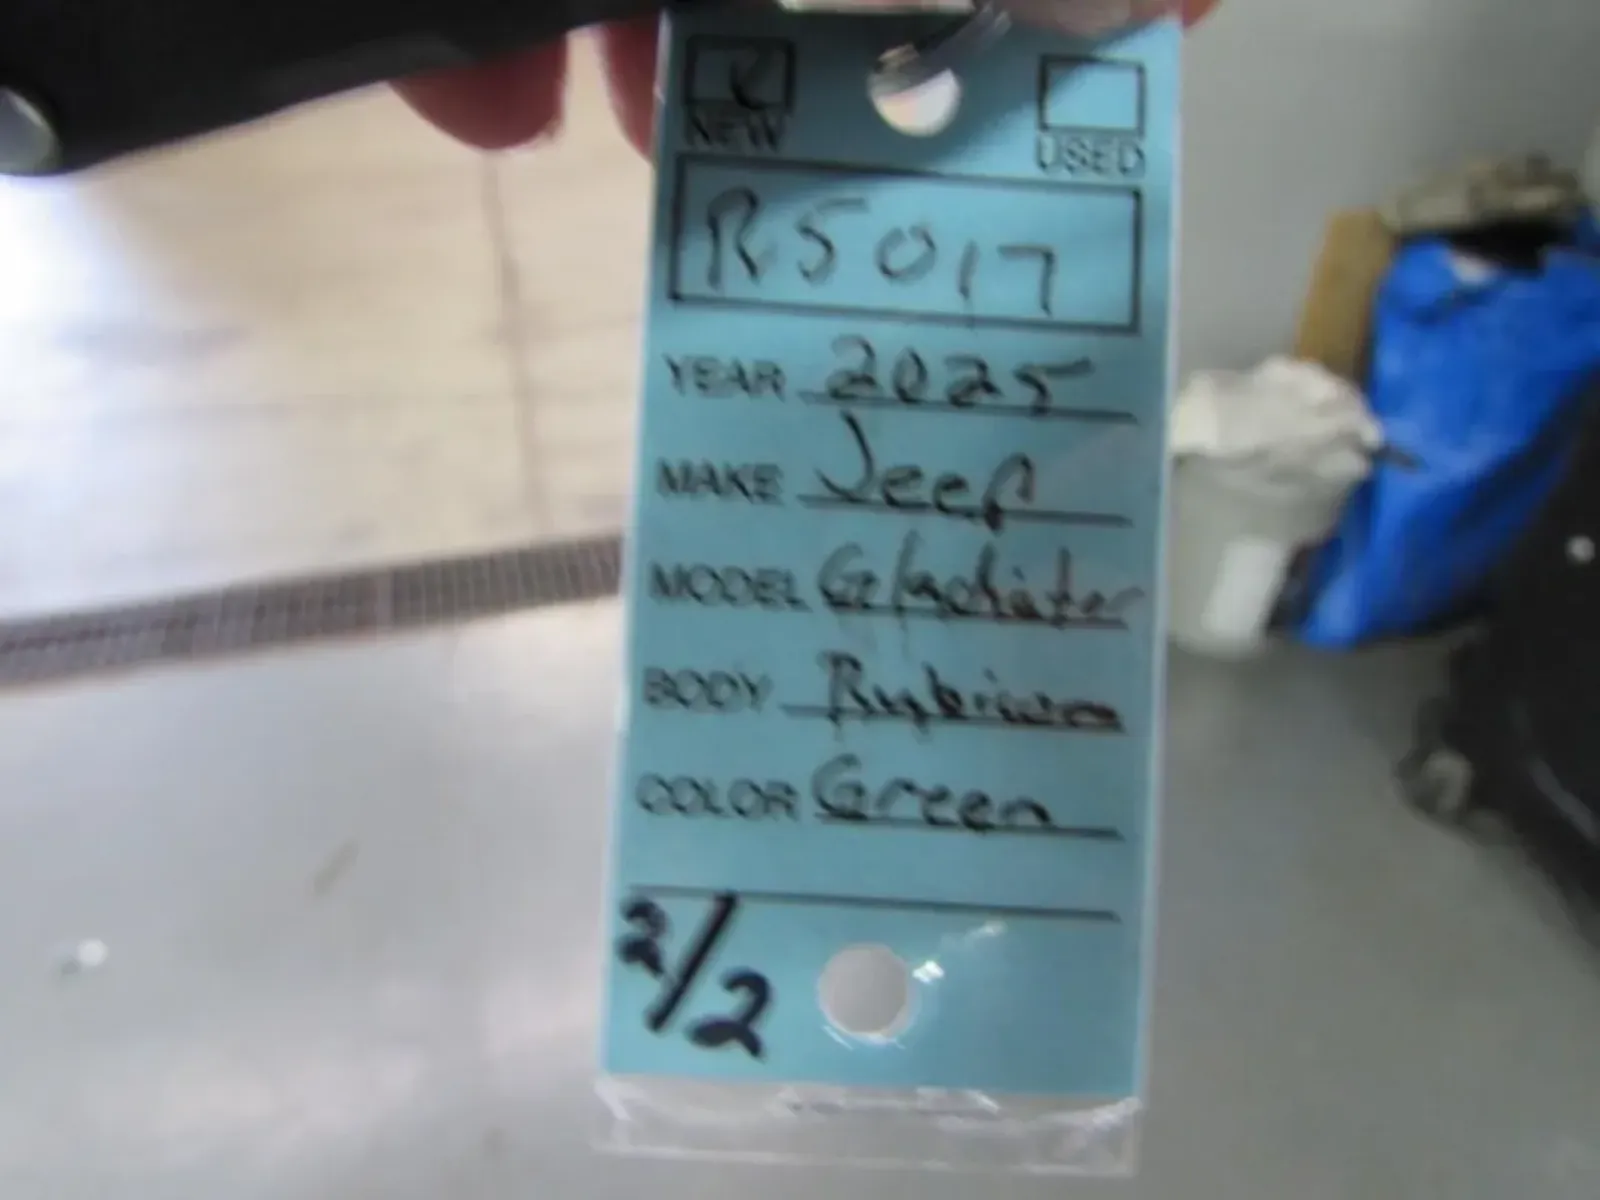 NEW USED
R5017
YEAR 2025
MAKE Jeep
MODEL Gladiator
BODY Rubicon
COLOR Green
2/2